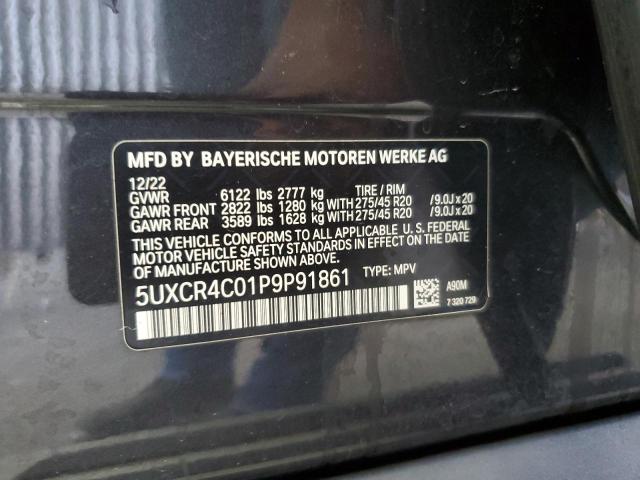 MFD BY BAYERISCHE MOTOREN WERKE AG
12/22
GVWR 6122 lbs 2777 kg TIRE / RIM
GAWR FRONT 2822 lbs 1280 kg WITH 275/45 R20 / 9.0J x 20
GAWR REAR 3589 lbs 1628 kg WITH 275/45 R20 / 9.0J x 20
THIS VEHICLE CONFORMS TO ALL APPLICABLE U. S. FEDERAL
MOTOR VEHICLE SAFETY STANDARDS IN EFFECT ON THE DATE OF
MANUFACTURE SHOWN ABOVE.
5UXCR4C01P9P91861 TYPE: MPV
A90M
7 320 729